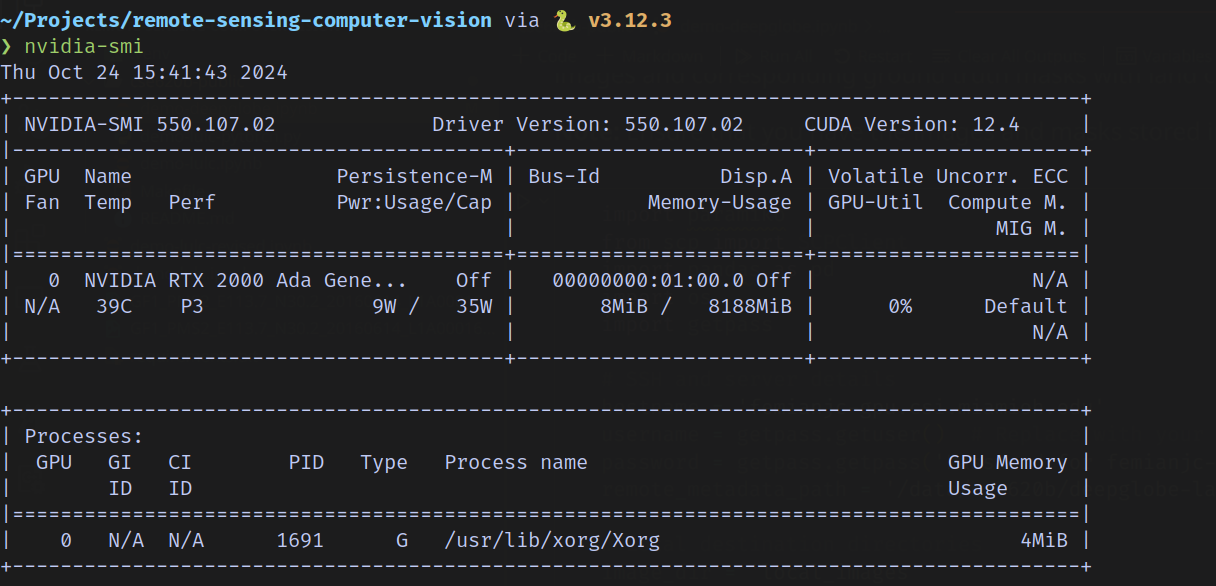 ~/Projects/remote-sensing-computer-vision via 🐍 v3.12.3
❯ nvidia-smi
Thu Oct 24 15:41:43 2024
+-----------------------------------------------------------------------------------------+
| NVIDIA-SMI 550.107.02             Driver Version: 550.107.02     CUDA Version: 12.4     |
|-----------------------------------------+------------------------+----------------------+
| GPU  Name                 Persistence-M | Bus-Id          Disp.A | Volatile Uncorr. ECC |
| Fan  Temp   Perf          Pwr:Usage/Cap |           Memory-Usage | GPU-Util  Compute M. |
|                                         |                        |               MIG M. |
|=========================================+========================+======================|
|   0  NVIDIA RTX 2000 Ada Gene...    Off |   00000000:01:00.0 Off |                  N/A |
| N/A   39C    P3              9W /   35W |       8MiB /   8188MiB |      0%      Default |
|                                         |                        |                  N/A |
+-----------------------------------------+------------------------+----------------------+

+-----------------------------------------------------------------------------------------+
| Processes:                                                                              |
|  GPU   GI   CI        PID   Type   Process name                              GPU Memory |
|        ID   ID                                                               Usage      |
|=========================================================================================|
|    0   N/A  N/A      1691      G   /usr/lib/xorg/Xorg                              4MiB |
+-----------------------------------------------------------------------------------------+